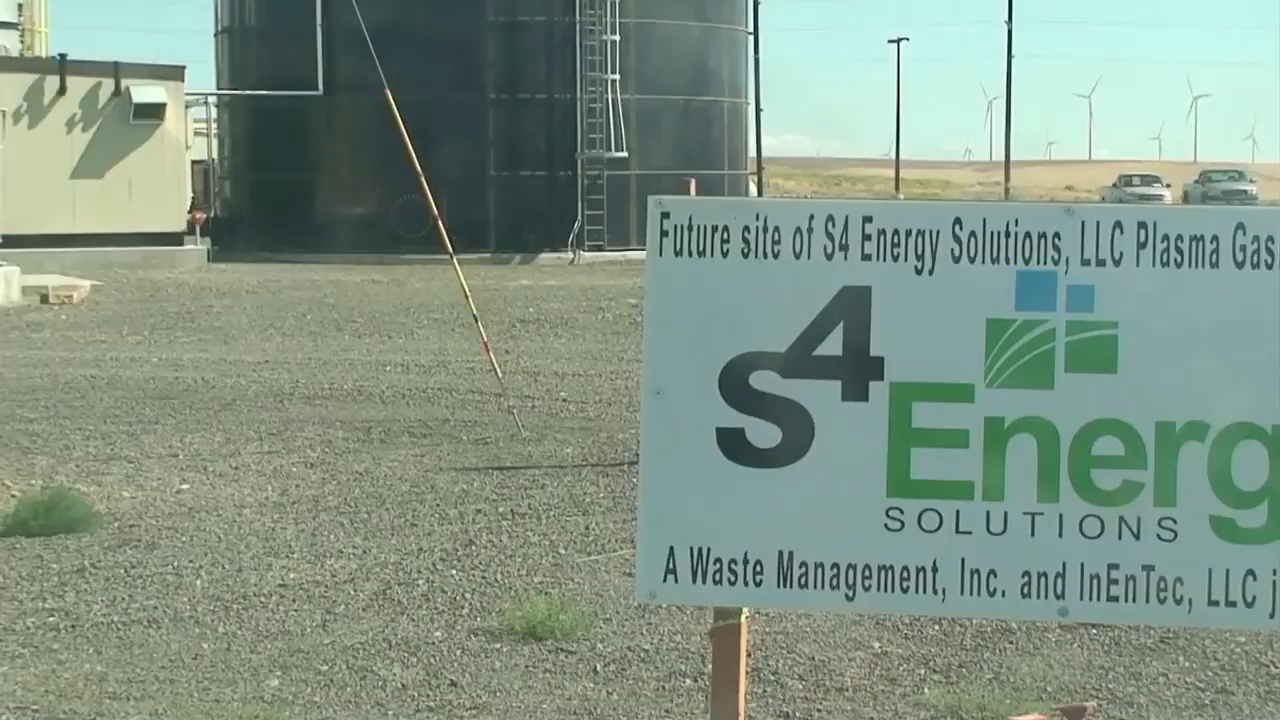 Future site of S4 Energy Solutions, LLC Plasma Gas
S4
Energ
SOLUTIONS
A Waste Management, Inc. and InEnTec, LLC j